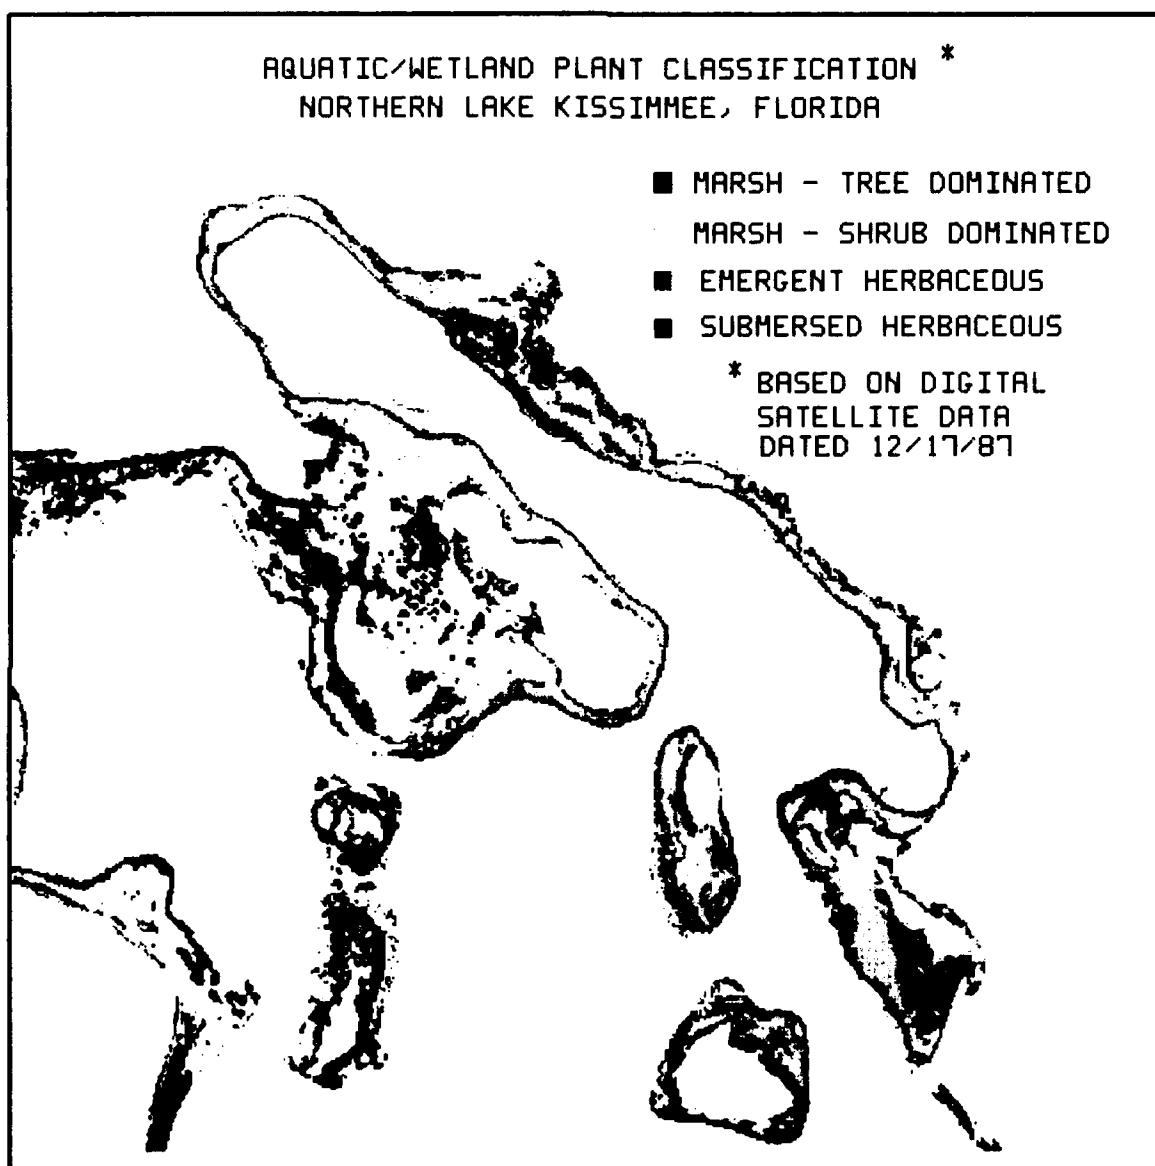 AQUATIC/WETLAND PLANT CLASSIFICATION *
NORTHERN LAKE KISSIMMEE, FLORIDA
MARSH - TREE DOMINATED
MARSH - SHRUB DOMINATED
EMERGENT HERBACEOUS
SUBMERSED HERBACEOUS
* BASED ON DIGITAL
SATELLITE DATA
DATED 12/17/87